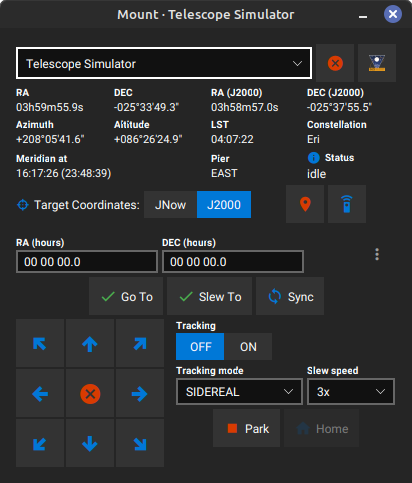 Mount · Telescope Simulator
Telescope Simulator
RA DEC RA (J2000) DEC (J2000)
03h59m55.9s -025°33'49.3" 03h58m57.0s -025°37'55.5"
Azimuth Altitude LST Constellation
+208°05'41.6" +086°26'24.9" 04:07:22 Eri
Meridian at Pier Status
16:17:26 (23:48:39) EAST idle
Target Coordinates: JNow J2000
RA (hours) DEC (hours)
00 00 00.0 00 00 00.0
Go To Slew To Sync
Tracking
OFF ON
Tracking mode Slew speed
SIDEREAL 3x
Park Home